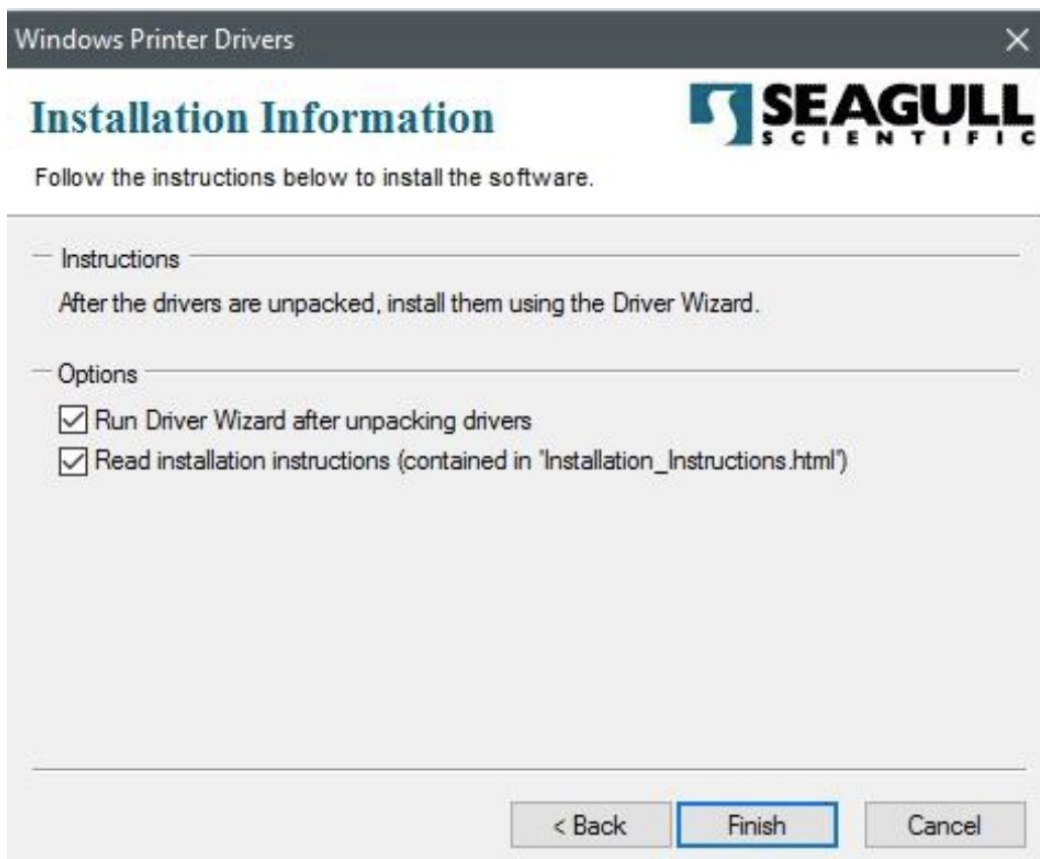 Windows Printer Drivers
Installation Information
SEAGULL
SCIENTIFIC
Follow the instructions below to install the software.
Instructions
After the drivers are unpacked, install them using the Driver Wizard.
Options
Run Driver Wizard after unpacking drivers
Read installation instructions (contained in 'Installation_Instructions.html')
< Back
Finish
Cancel